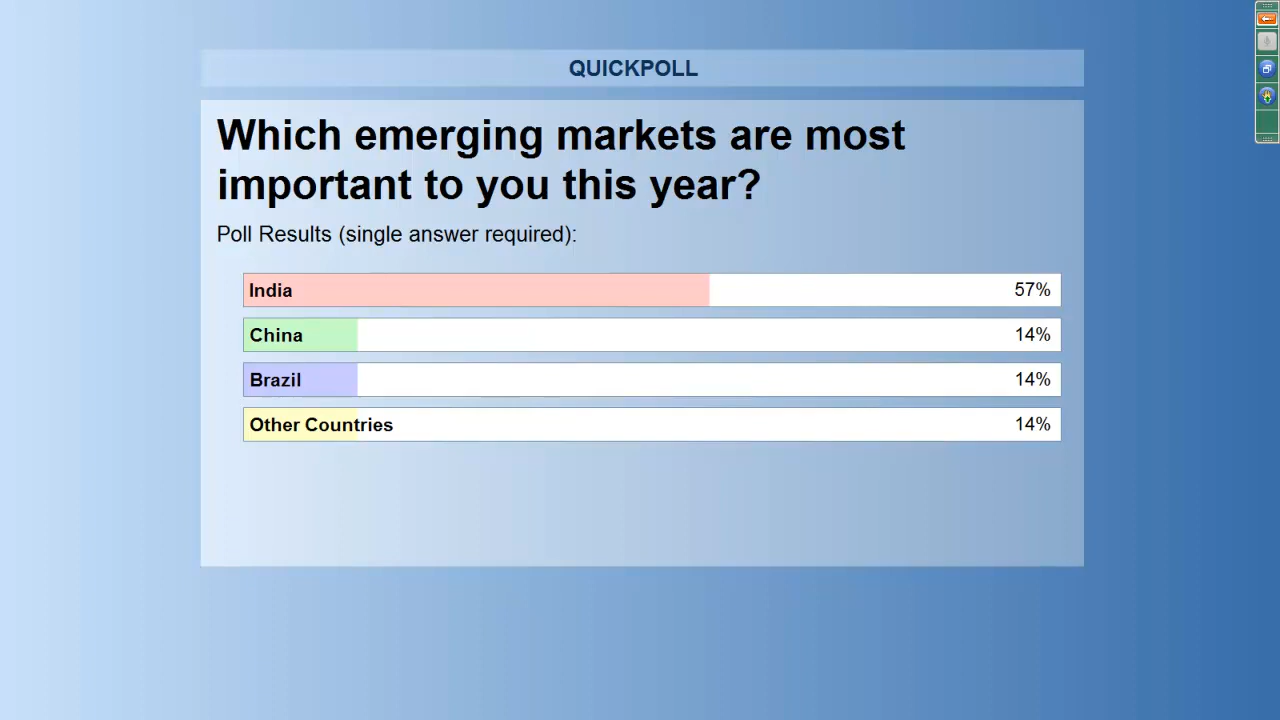 QUICKPOLL
Which emerging markets are most
important to you this year?
Poll Results (single answer required):
India 57%
China 14%
Brazil 14%
Other Countries 14%